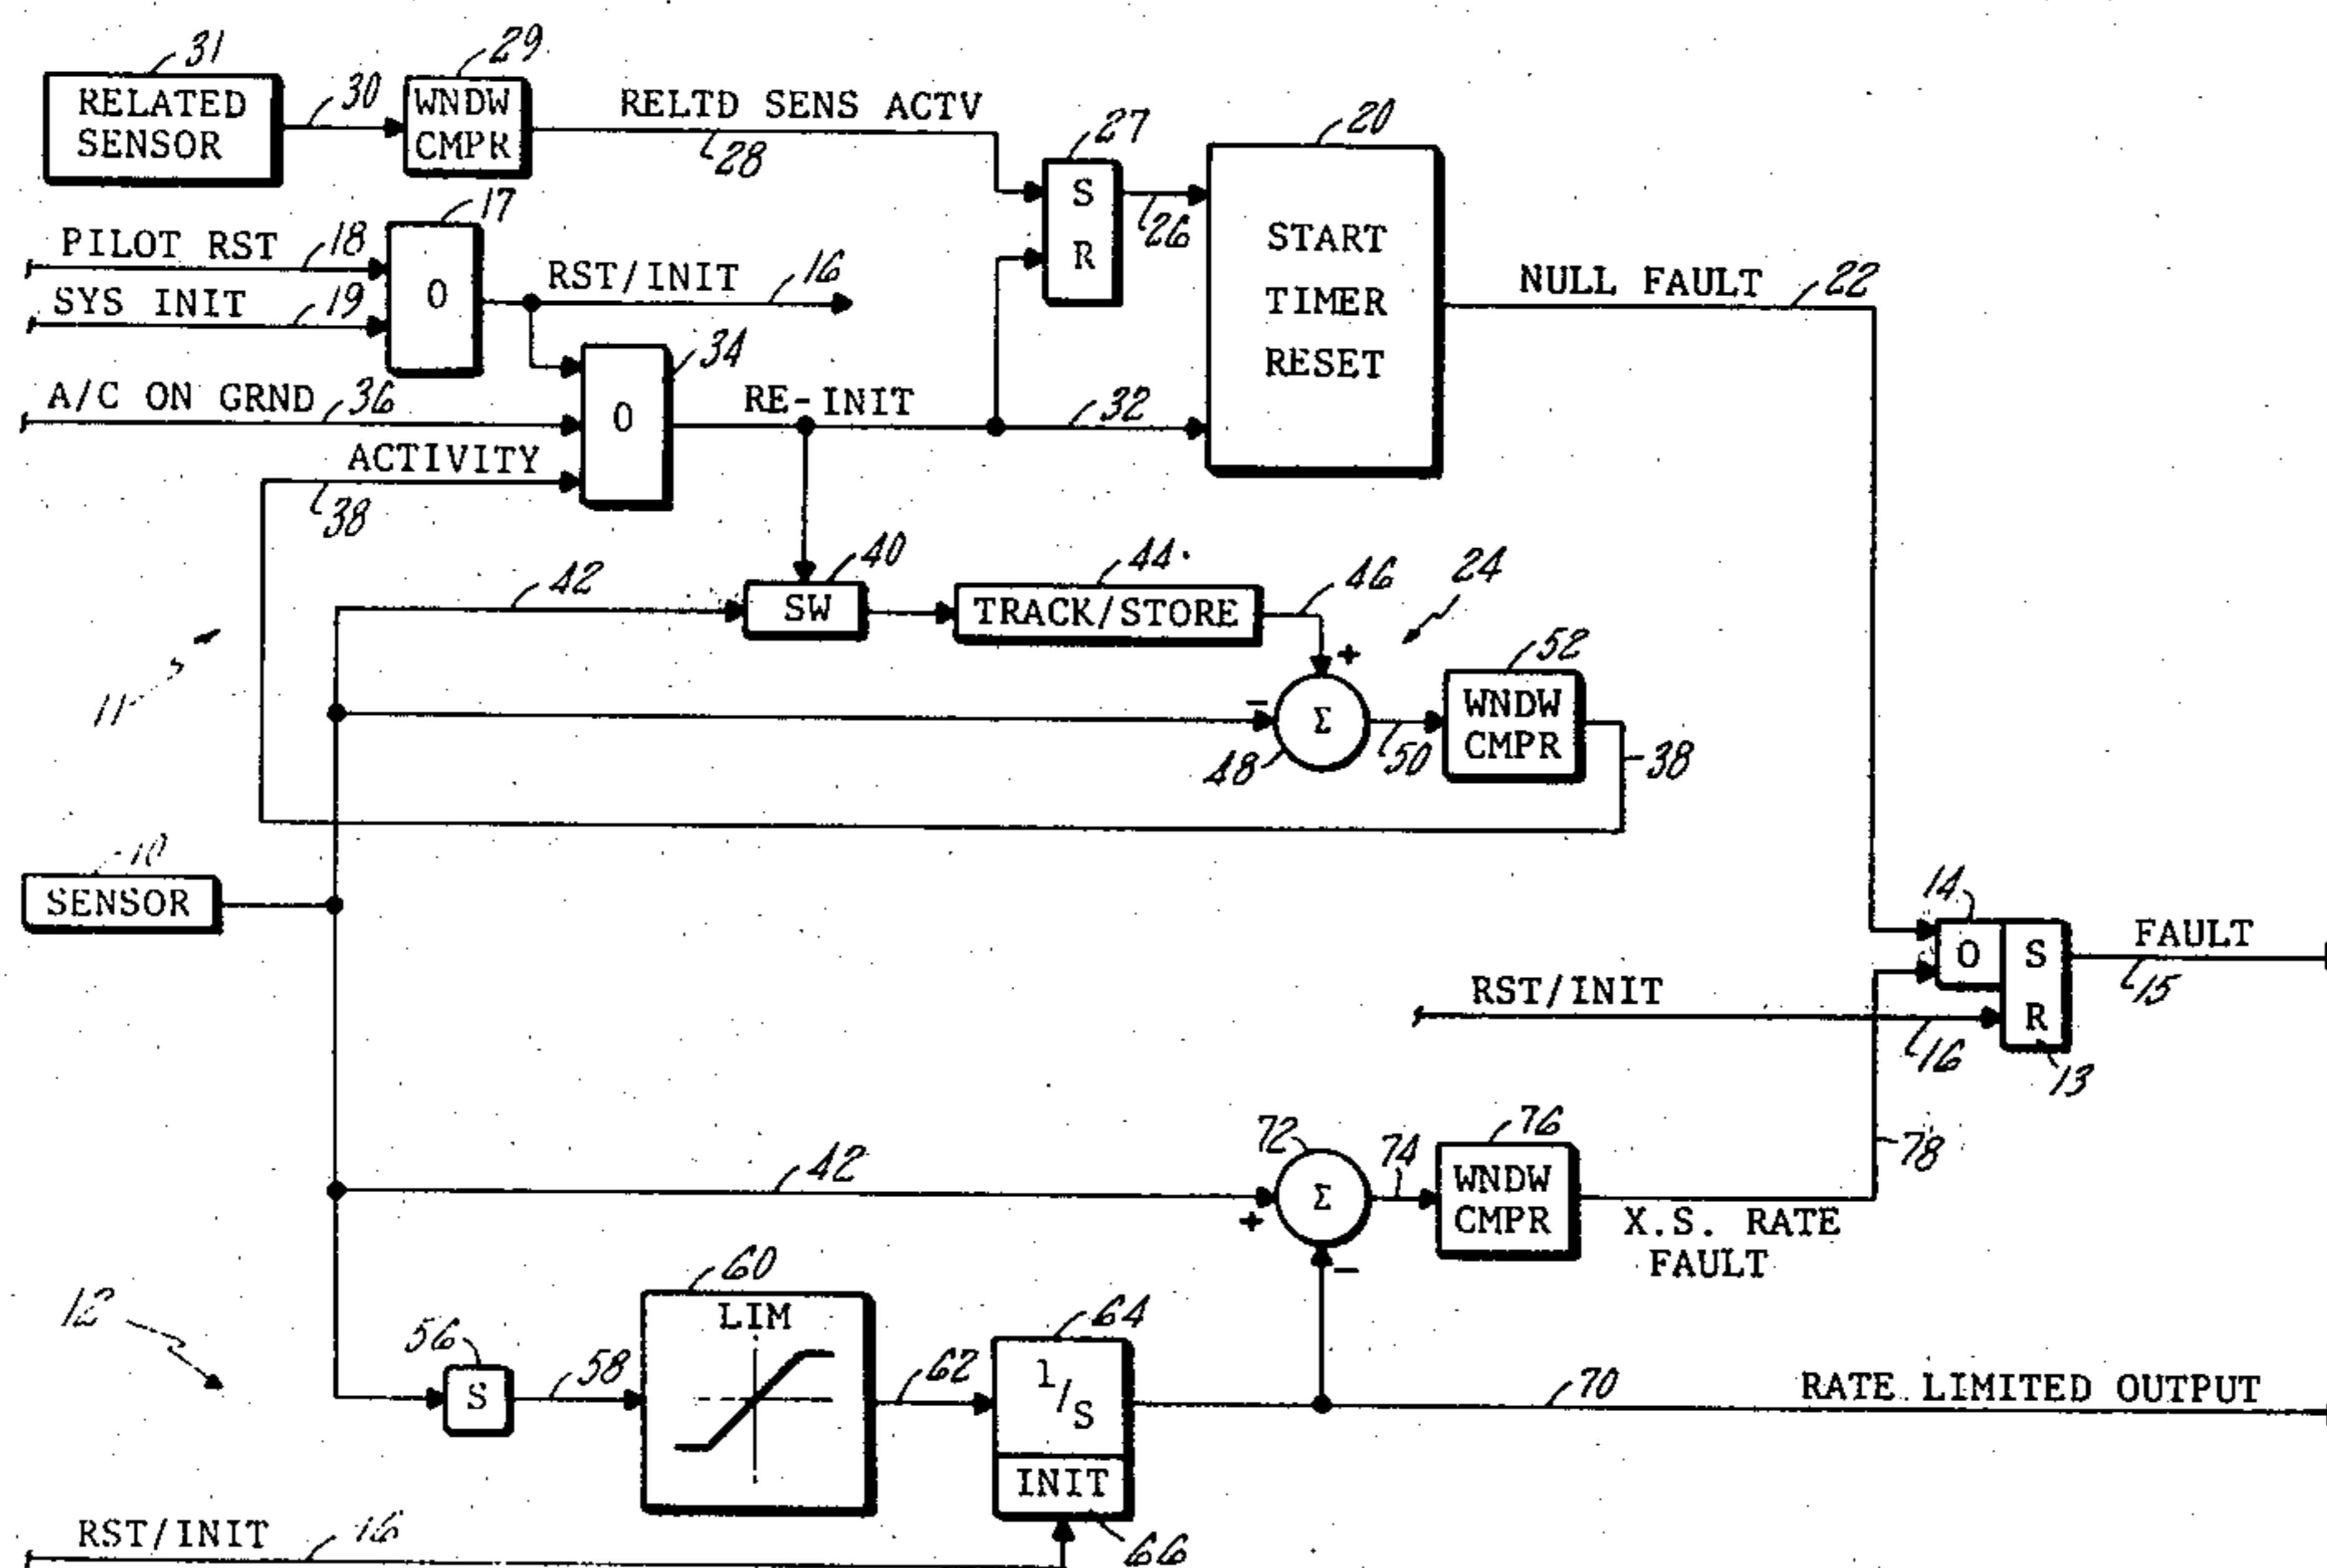 31
29
RELATED
SENSOR
30
WNDW
CMPR
RELTD SENS ACTV
28
27
S
R
26
20
START
TIMER
RESET
NULL FAULT
22
17
PILOT RST
18
SYS INIT
19
0
RST/INIT
16
34
A/C ON GRND
36
0
RE-INIT
32
ACTIVITY
38
40
42
SW
44
TRACK/STORE
46
24
11
+
-
Σ
48
50
52
WNDW
CMPR
38
10
SENSOR
14
0
S
R
FAULT
15
RST/INIT
16
13
72
42
+
Σ
-
74
76
WNDW
CMPR
78
X.S. RATE
FAULT
12
56
S
58
60
LIM
62
64
1/S
INIT
66
70
RATE LIMITED OUTPUT
RST/INIT
16